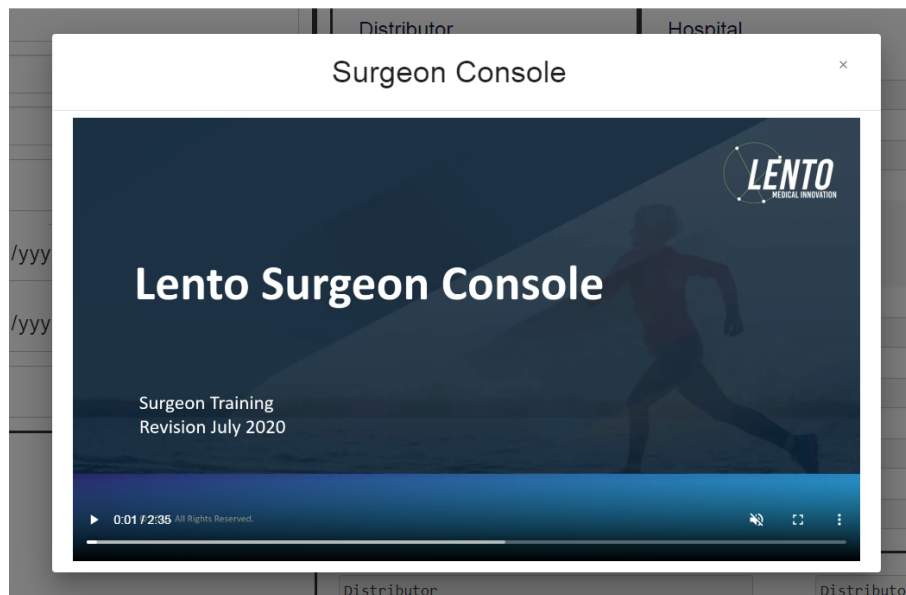 Distributor
Hospital
Surgeon Console
×
LENTO
MEDICAL INNOVATION
/yyy
Lento Surgeon Console
/yyy
Surgeon Training
Revision July 2020
0:01 / 2:35 All Rights Reserved.
Distributor
Distributo